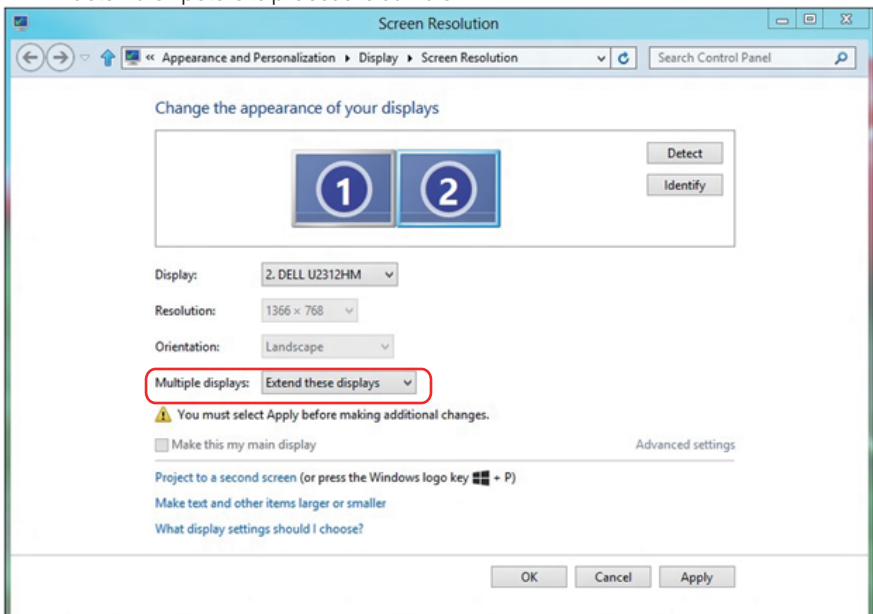 Screen Resolution
« Appearance and Personalization ▸ Display ▸ Screen Resolution
Search Control Panel
Change the appearance of your displays
1 2
Detect
Identify
Display: 2. DELL U2312HM
Resolution: 1366 × 768
Orientation: Landscape
Multiple displays: Extend these displays
You must select Apply before making additional changes.
Make this my main display
Advanced settings
Project to a second screen (or press the Windows logo key + P)
Make text and other items larger or smaller
What display settings should I choose?
OK Cancel Apply